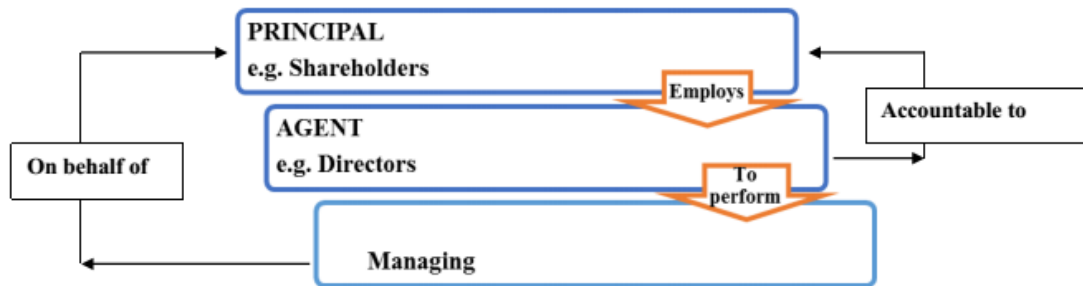 PRINCIPAL
e.g. Shareholders
Employs
Accountable to
AGENT
e.g. Directors
On behalf of
To
perform
Managing